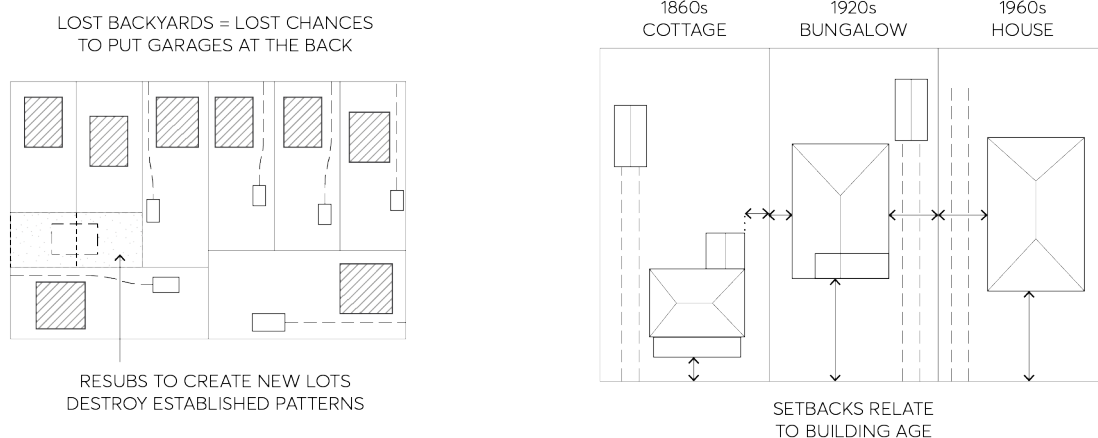 LOST BACKYARDS = LOST CHANCES
TO PUT GARAGES AT THE BACK
RESUBS TO CREATE NEW LOTS
DESTROY ESTABLISHED PATTERNS
1860s
COTTAGE
1920s
BUNGALOW
1960s
HOUSE
SETBACKS RELATE
TO BUILDING AGE